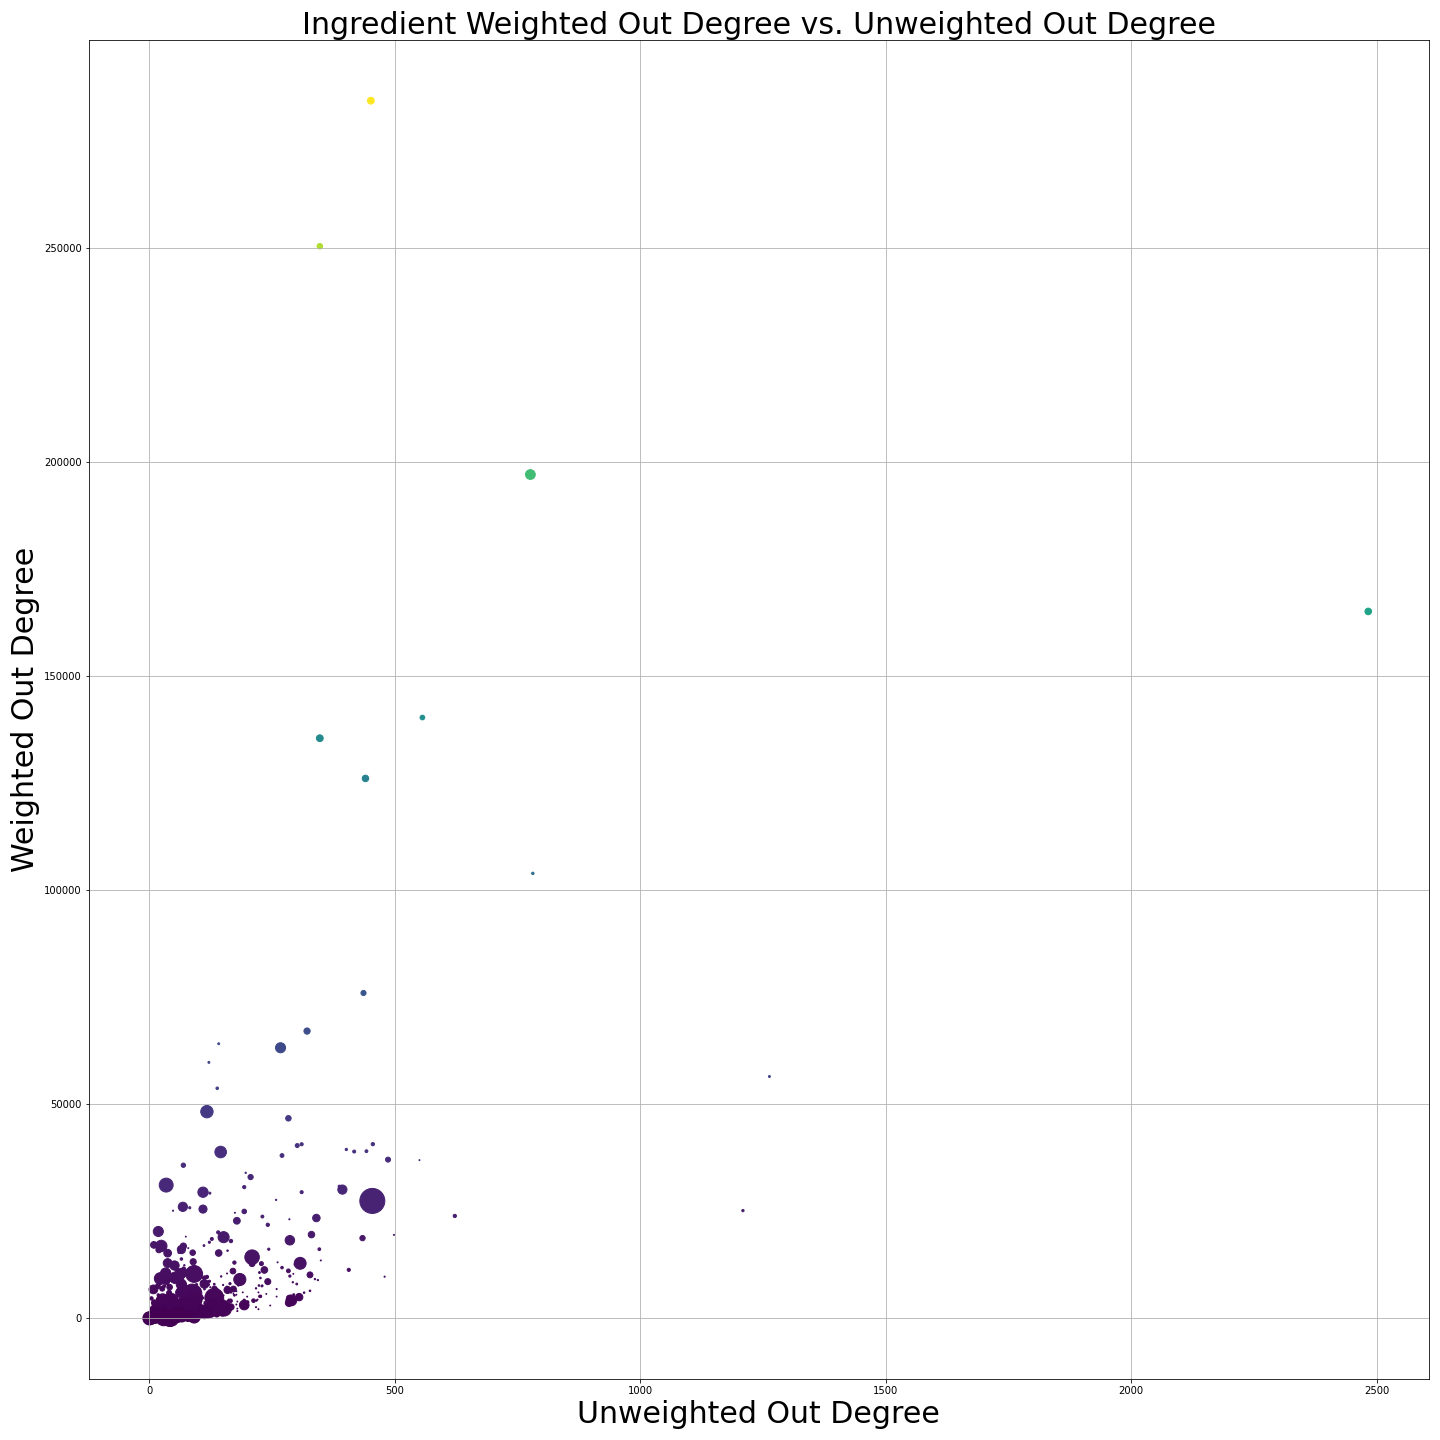 Ingredient Weighted Out Degree vs. Unweighted Out Degree
Weighted Out Degree
250000
200000
150000
100000
50000
0
0 500 1000 1500 2000 2500
Unweighted Out Degree